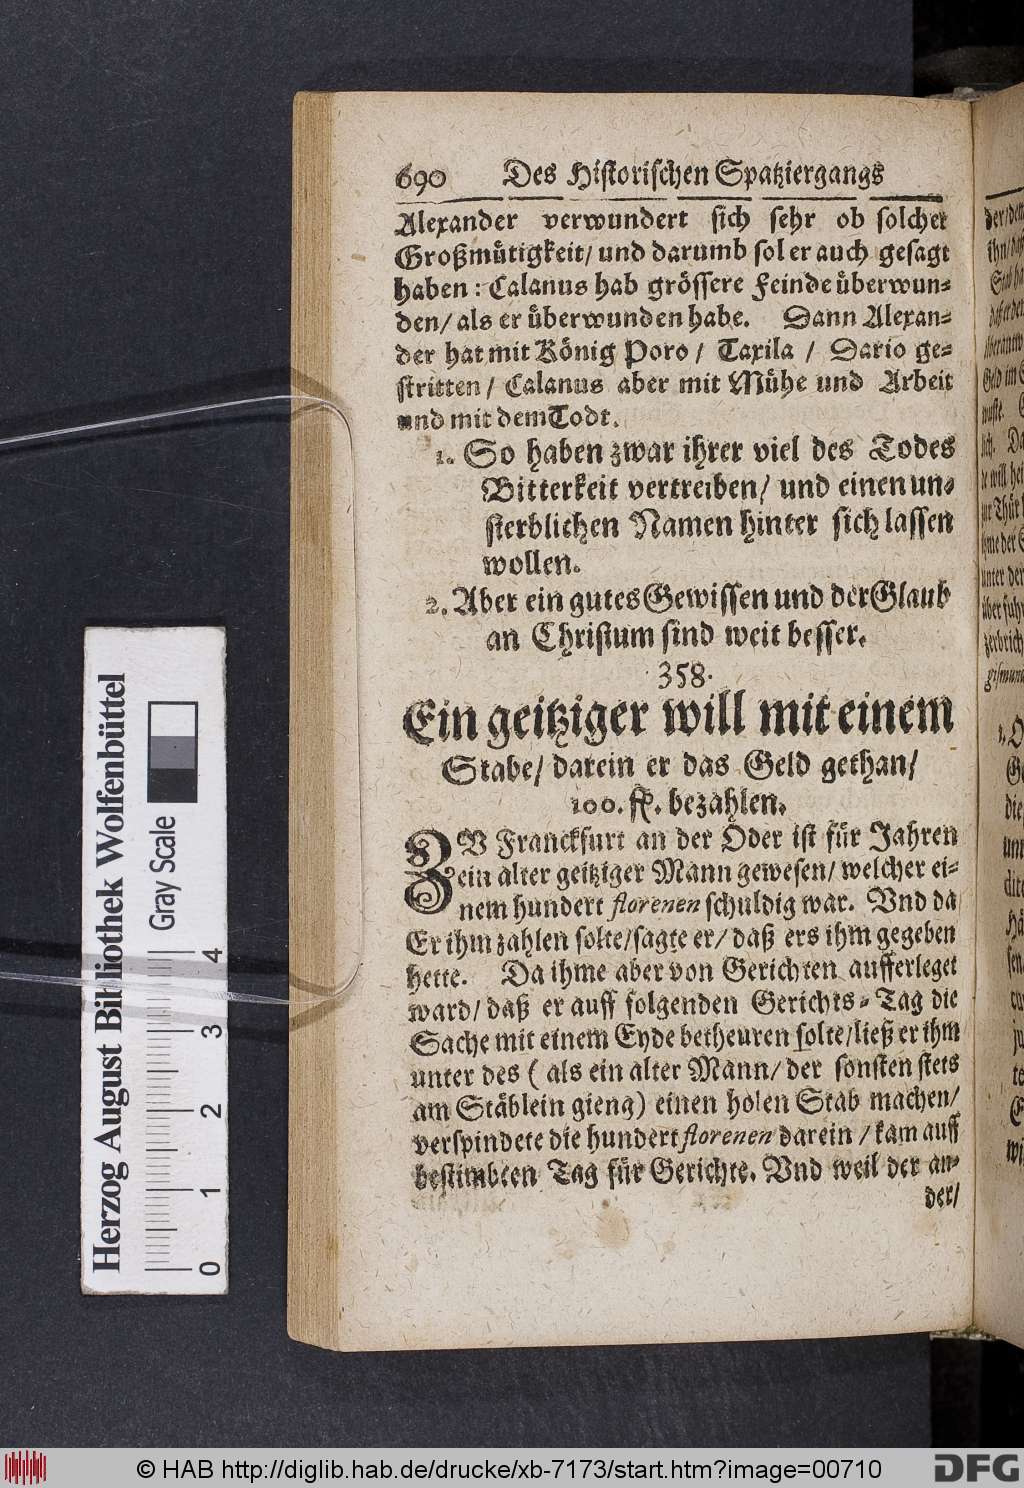 690 Des Historischen Spatziergangs
Alexander verwundert sich sehr ob solcher
Großmütigkeit/ und darumb sol er auch gesagt
haben: Calanus hab grössere Feinde überwun-
den/ als er überwunden habe. Dann Alexan-
der hat mit König Poro/ Taxila / Dario ge-
stritten/ Calanus aber mit Mühe und Arbeit
und mit dem Todt.
1. So haben zwar ihrer viel des Todes
Bitterkeit vertreiben/ und einen un-
sterblichen Namen hinter sich lassen
wollen.
2. Aber ein gutes Gewissen und der Glaub
an Christum sind weit besser.
358.
Ein geitziger will mit einem
Stabe/ darein er das Geld gethan/
100. fl. bezahlen.
ZV Franckfurt an der Oder ist für Jahren
ein alter geitziger Mann gewesen/ welcher ei-
nem hundert florenen schuldig war. Vnd da
Er ihm zahlen solte/ sagte er/ daß ers ihm gegeben
hette. Da ihme aber von Gerichten aufferleget
ward/ daß er auff folgenden Gerichts-Tag die
Sache mit einem Eyde betheuren solte/ ließ er ihm
unter des ( als ein alter Mann/ der sonsten stets
am Stäblein gieng) einen holen Stab machen/
verspindete die hundert florenen darein / kam auff
bestimbten Tag für Gerichte. Vnd weil der an-
der/
Herzog August Bibliothek Wolfenbüttel
Gray Scale
0 1 2 3 4
© HAB http://diglib.hab.de/drucke/xb-7173/start.htm?image=00710
DFG